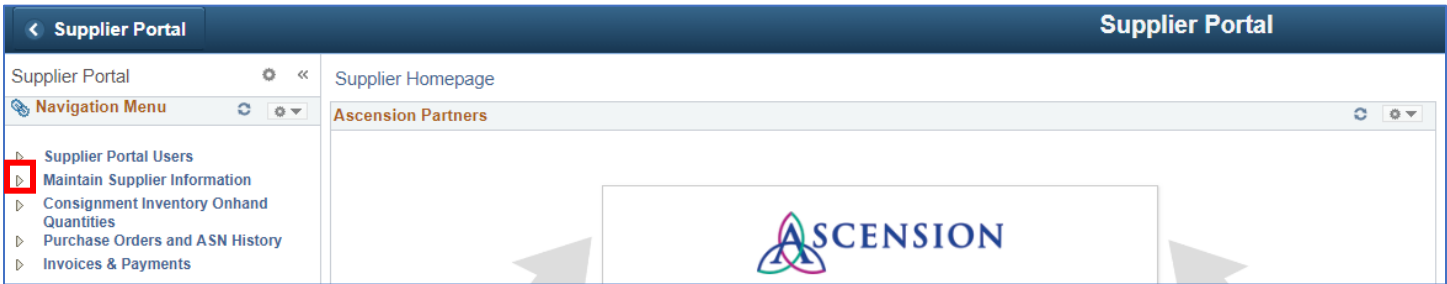 Supplier Portal
Supplier Portal
Supplier Portal
Navigation Menu
Supplier Portal Users
Maintain Supplier Information
Consignment Inventory Onhand
Quantities
Purchase Orders and ASN History
Invoices & Payments
Supplier Homepage
Ascension Partners
ASCENSION